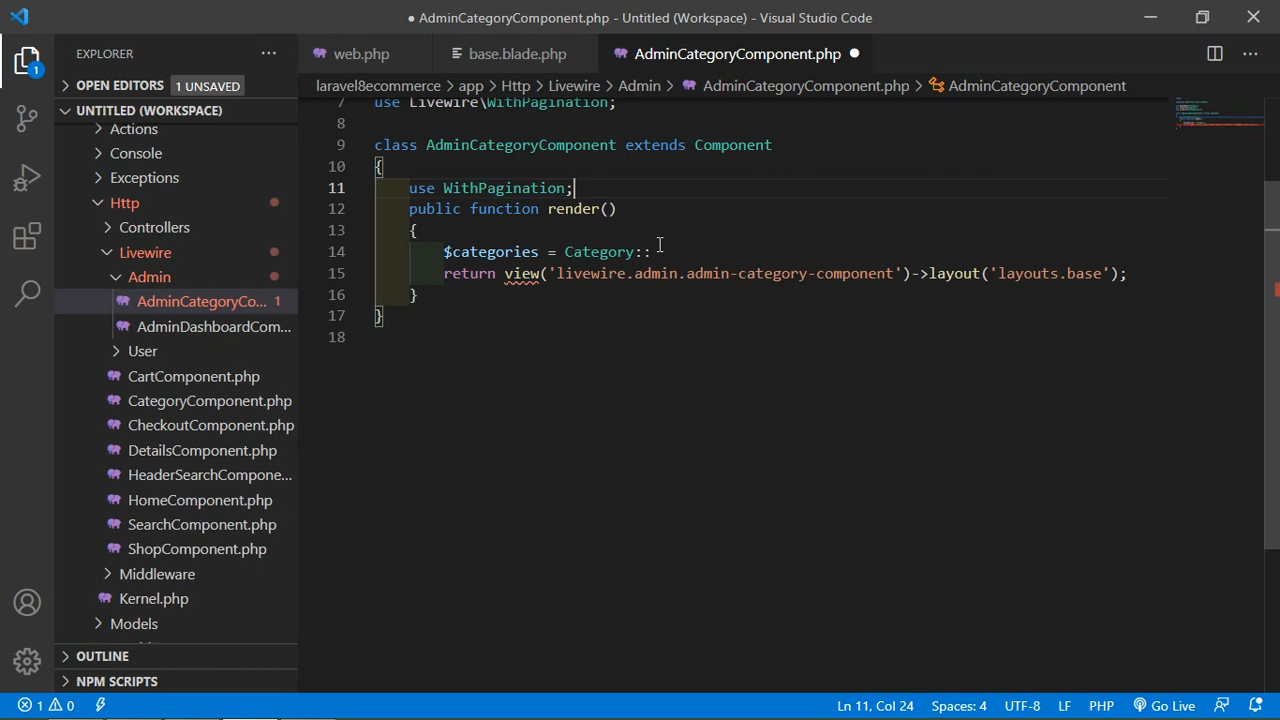 ● AdminCategoryComponent.php - Untitled (Workspace) - Visual Studio Code
EXPLORER
web.php
base.blade.php
AdminCategoryComponent.php ●
OPEN EDITORS 1 UNSAVED
laravel8ecommerce > app > Http > Livewire > Admin > AdminCategoryComponent.php > AdminCategoryComponent
UNTITLED (WORKSPACE)
Actions
Console
Exceptions
Http
Controllers
Livewire
Admin
AdminCategoryCo... 1
AdminDashboardCom...
User
CartComponent.php
CategoryComponent.php
CheckoutComponent.php
DetailsComponent.php
HeaderSearchCompone...
HomeComponent.php
SearchComponent.php
ShopComponent.php
Middleware
Kernel.php
Models
OUTLINE
NPM SCRIPTS
1
7 use Livewire\WithPagination;
8
9 class AdminCategoryComponent extends Component
10 {
11 use WithPagination;
12 public function render()
13 {
14 $categories = Category::
15 return view('livewire.admin.admin-category-component')->layout('layouts.base');
16 }
17 }
18
1 0
Ln 11, Col 24
Spaces: 4
UTF-8
LF
PHP
Go Live